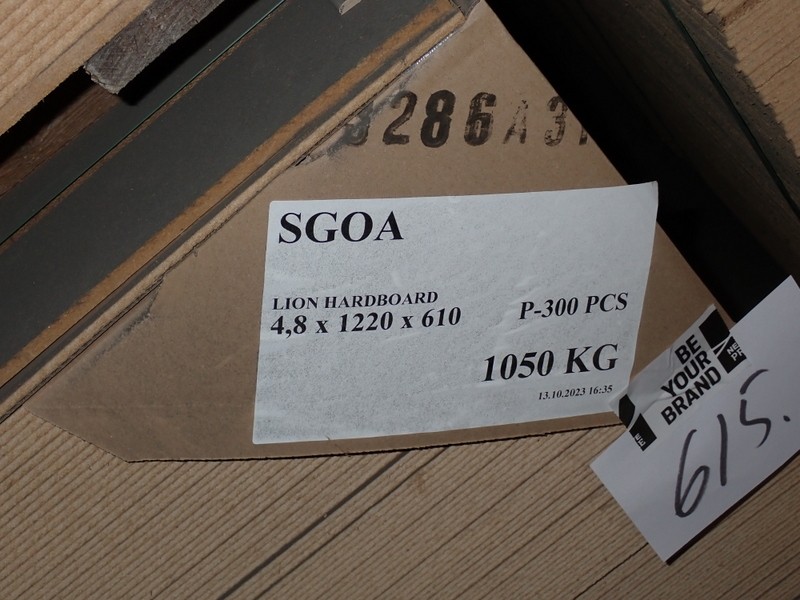 286A3
SGOA
LION HARDBOARD
4,8 x 1220 x 610
P-300 PCS
1050 KG
13.10.2023 16:35
BE
YOUR
BRAND
615.